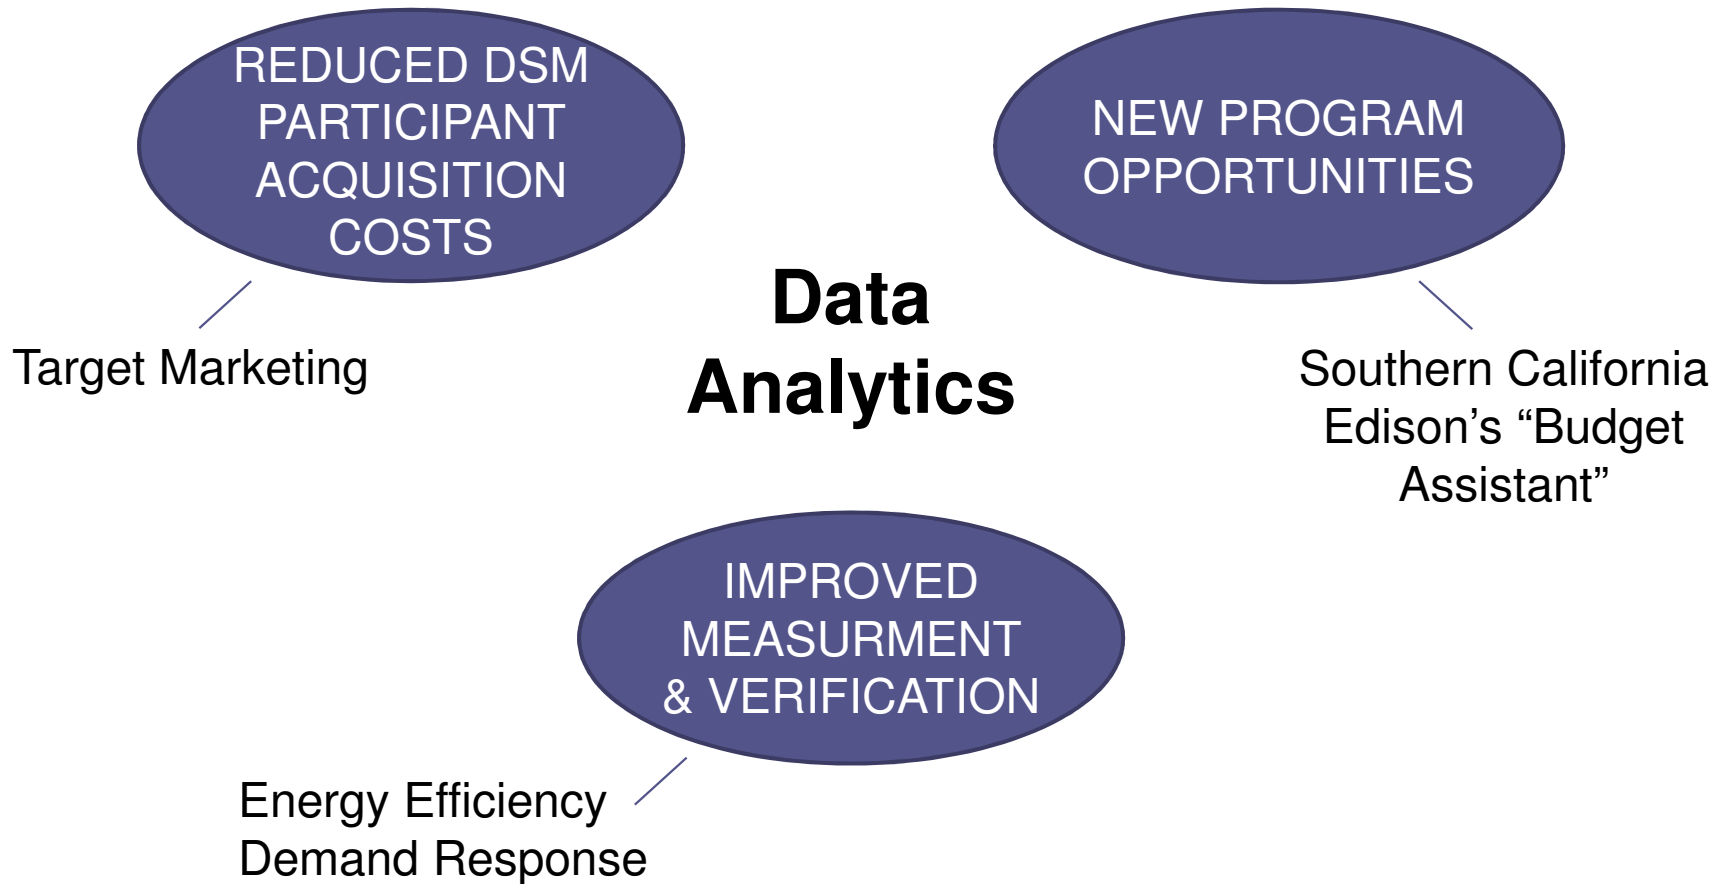 REDUCED DSM
PARTICIPANT
ACQUISITION
COSTS
NEW PROGRAM
OPPORTUNITIES
Data
Analytics
Target Marketing
Southern California
Edison’s “Budget
Assistant”
IMPROVED
MEASURMENT
& VERIFICATION
Energy Efficiency
Demand Response